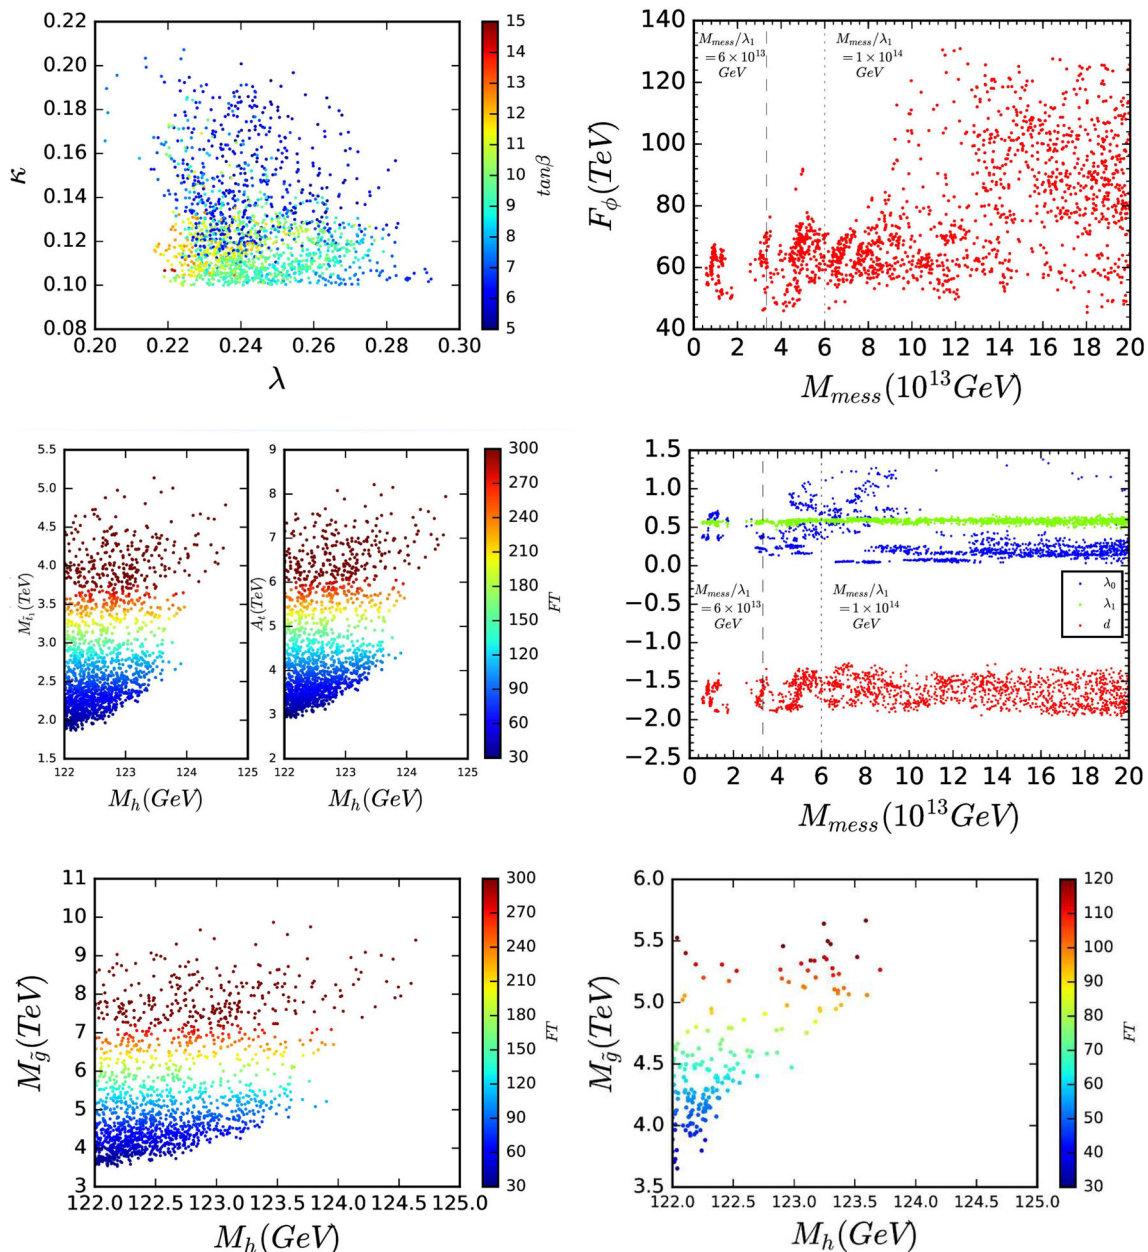 0.22
0.20
0.18
0.16
0.14
0.12
0.10
0.08
κ
0.20 0.22 0.24 0.26 0.28 0.30
λ
15
14
13
12
11
10
9
8
7
6
5
tanβ
140
120
100
80
60
40
F_ϕ(TeV)
M_mess/λ_1
= 6 × 10^13
GeV
M_mess/λ_1
= 1 × 10^14
GeV
0 2 4 6 8 10 12 14 16 18 20
M_mess(10^13 GeV)
5.5
5.0
4.5
4.0
3.5
3.0
2.5
2.0
1.5
M_t̃_1(TeV)
122 123 124 125
M_h(GeV)
9
8
7
6
5
4
3
2
A_t(TeV)
122 123 124 125
M_h(GeV)
300
270
240
210
180
150
120
90
60
30
FT
1.5
1.0
0.5
0.0
−0.5
−1.0
−1.5
−2.0
−2.5
M_mess/λ_1
= 6 × 10^13
GeV
M_mess/λ_1
= 1 × 10^14
GeV
λ_0
λ_1
d
0 2 4 6 8 10 12 14 16 18 20
M_mess(10^13 GeV)
11
10
9
8
7
6
5
4
3
M_g̃(TeV)
122.0 122.5 123.0 123.5 124.0 124.5 125.0
M_h(GeV)
300
270
240
210
180
150
120
90
60
30
FT
6.0
5.5
5.0
4.5
4.0
3.5
M_g̃(TeV)
122.0 122.5 123.0 123.5 124.0 124.5 125.0
M_h(GeV)
120
110
100
90
80
70
60
50
40
30
FT